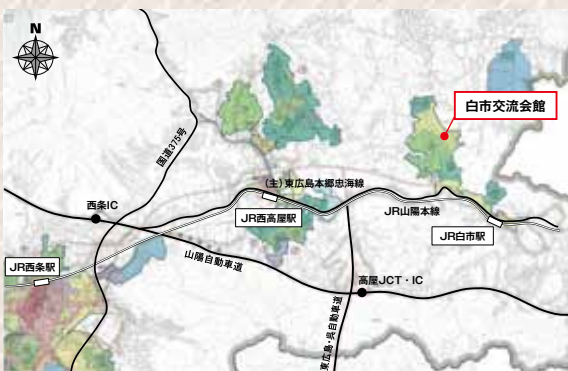 N
白市交流会館
国道375号
(主)東広島本郷忠海線
西条IC
JR西高屋駅
JR山陽本線
JR白市駅
JR西条駅
山陽自動車道
高屋JCT・IC
東広島・呉自動車道